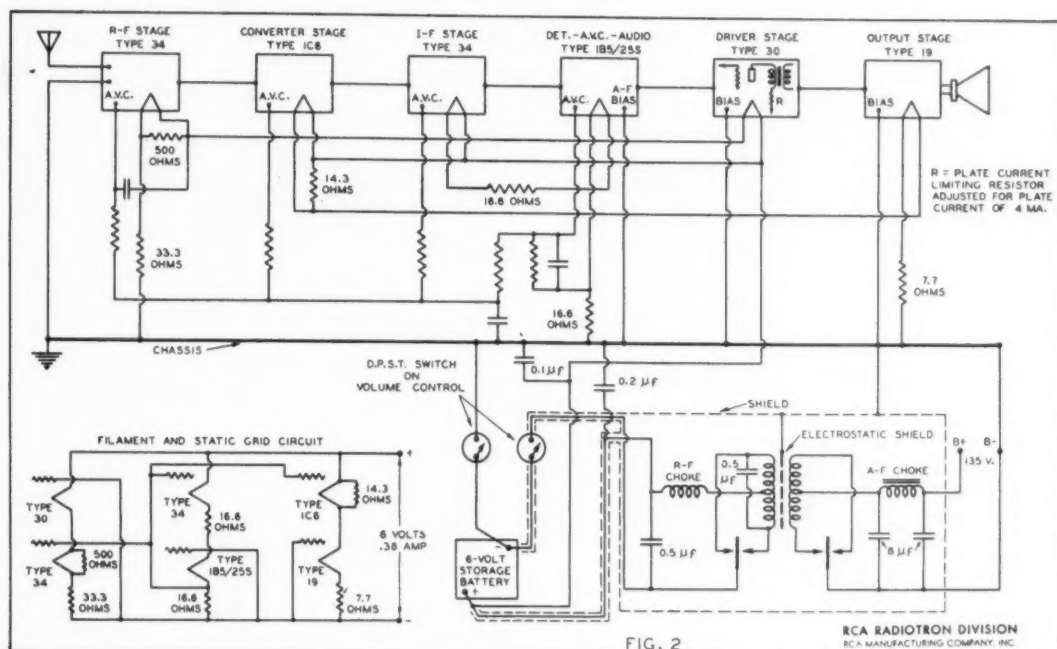 R-F STAGE
TYPE 34
CONVERTER STAGE
TYPE 1C6
I-F STAGE
TYPE 34
DET.-A.V.C.-AUDIO
TYPE 1B5/25S
DRIVER STAGE
TYPE 30
OUTPUT STAGE
TYPE 19
A.V.C.
A.V.C.
A.V.C.
A-F
BIAS
BIAS
R
BIAS
500
OHMS
14.3
OHMS
16.6
OHMS
R = PLATE CURRENT
LIMITING RESISTOR
ADJUSTED FOR PLATE
CURRENT OF 4 MA.
33.3
OHMS
16.6
OHMS
7.7
OHMS
CHASSIS
D.P.S.T. SWITCH
ON
VOLUME CONTROL
0.1 µf
0.2 µf
SHIELD
ELECTROSTATIC SHIELD
R-F
CHOKE
0.5
µf
A-F CHOKE
B+
B-
135 V.
0.5 µf
8 µf
6-VOLT
STORAGE
BATTERY
-
+
FILAMENT AND STATIC GRID CIRCUIT
+
TYPE
30
TYPE
34
TYPE
1C6
14.3
OHMS
16.6
OHMS
6 VOLTS
.38 AMP
TYPE
34
500
OHMS
TYPE
1B5/25S
TYPE
19
33.3
OHMS
16.6
OHMS
7.7
OHMS
-
FIG. 2
RCA RADIOTRON DIVISION
RCA MANUFACTURING COMPANY, INC.